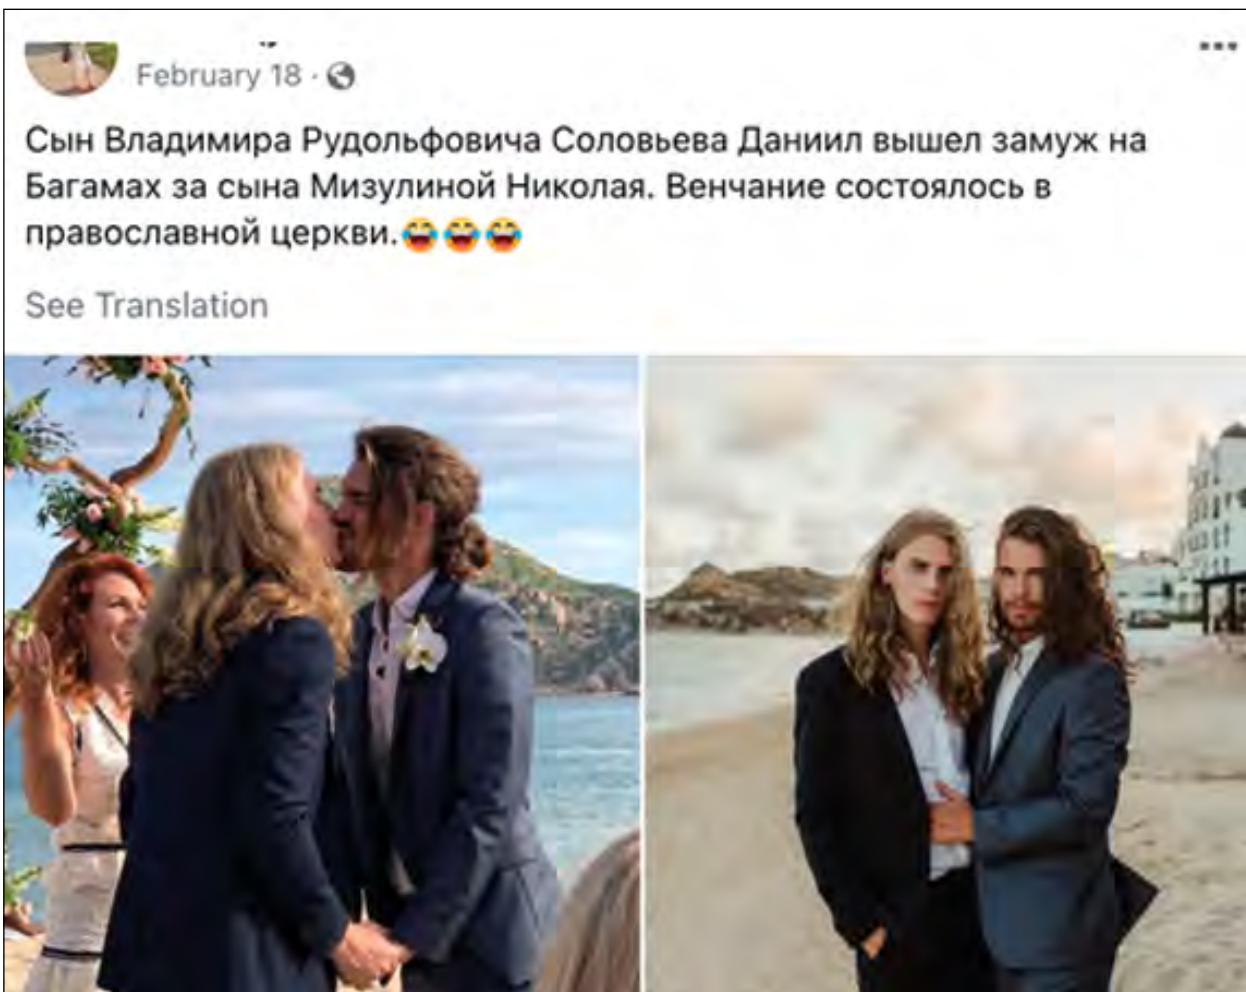 February 18 ·
Сын Владимира Рудольфовича Соловьева Даниил вышел замуж на
Багамах за сына Мизулиной Николая. Венчание состоялось в
православной церкви.😂😂😂
See Translation